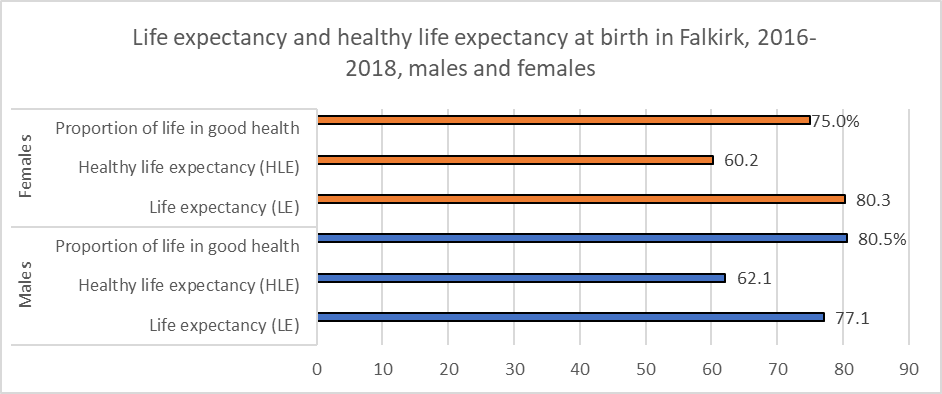 Life expectancy and healthy life expectancy at birth in Falkirk, 2016-
2018, males and females
Females
Proportion of life in good health 75.0%
Healthy life expectancy (HLE) 60.2
Life expectancy (LE) 80.3
Males
Proportion of life in good health 80.5%
Healthy life expectancy (HLE) 62.1
Life expectancy (LE) 77.1
0 10 20 30 40 50 60 70 80 90